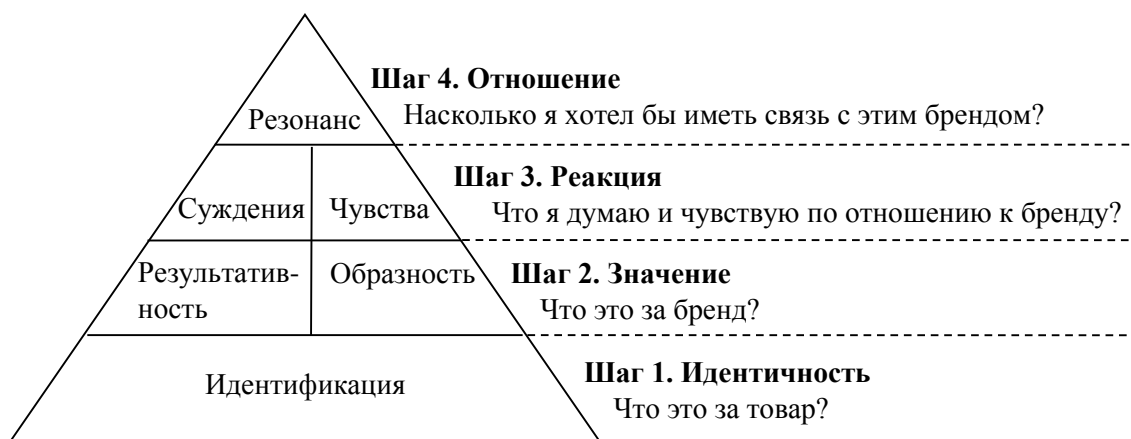 Шаг 4. Отношение
Резонанс
Насколько я хотел бы иметь связь с этим брендом?
Шаг 3. Реакция
Суждения
Чувства
Что я думаю и чувствую по отношению к бренду?
Результатив-
ность
Образность
Шаг 2. Значение
Что это за бренд?
Идентификация
Шаг 1. Идентичность
Что это за товар?